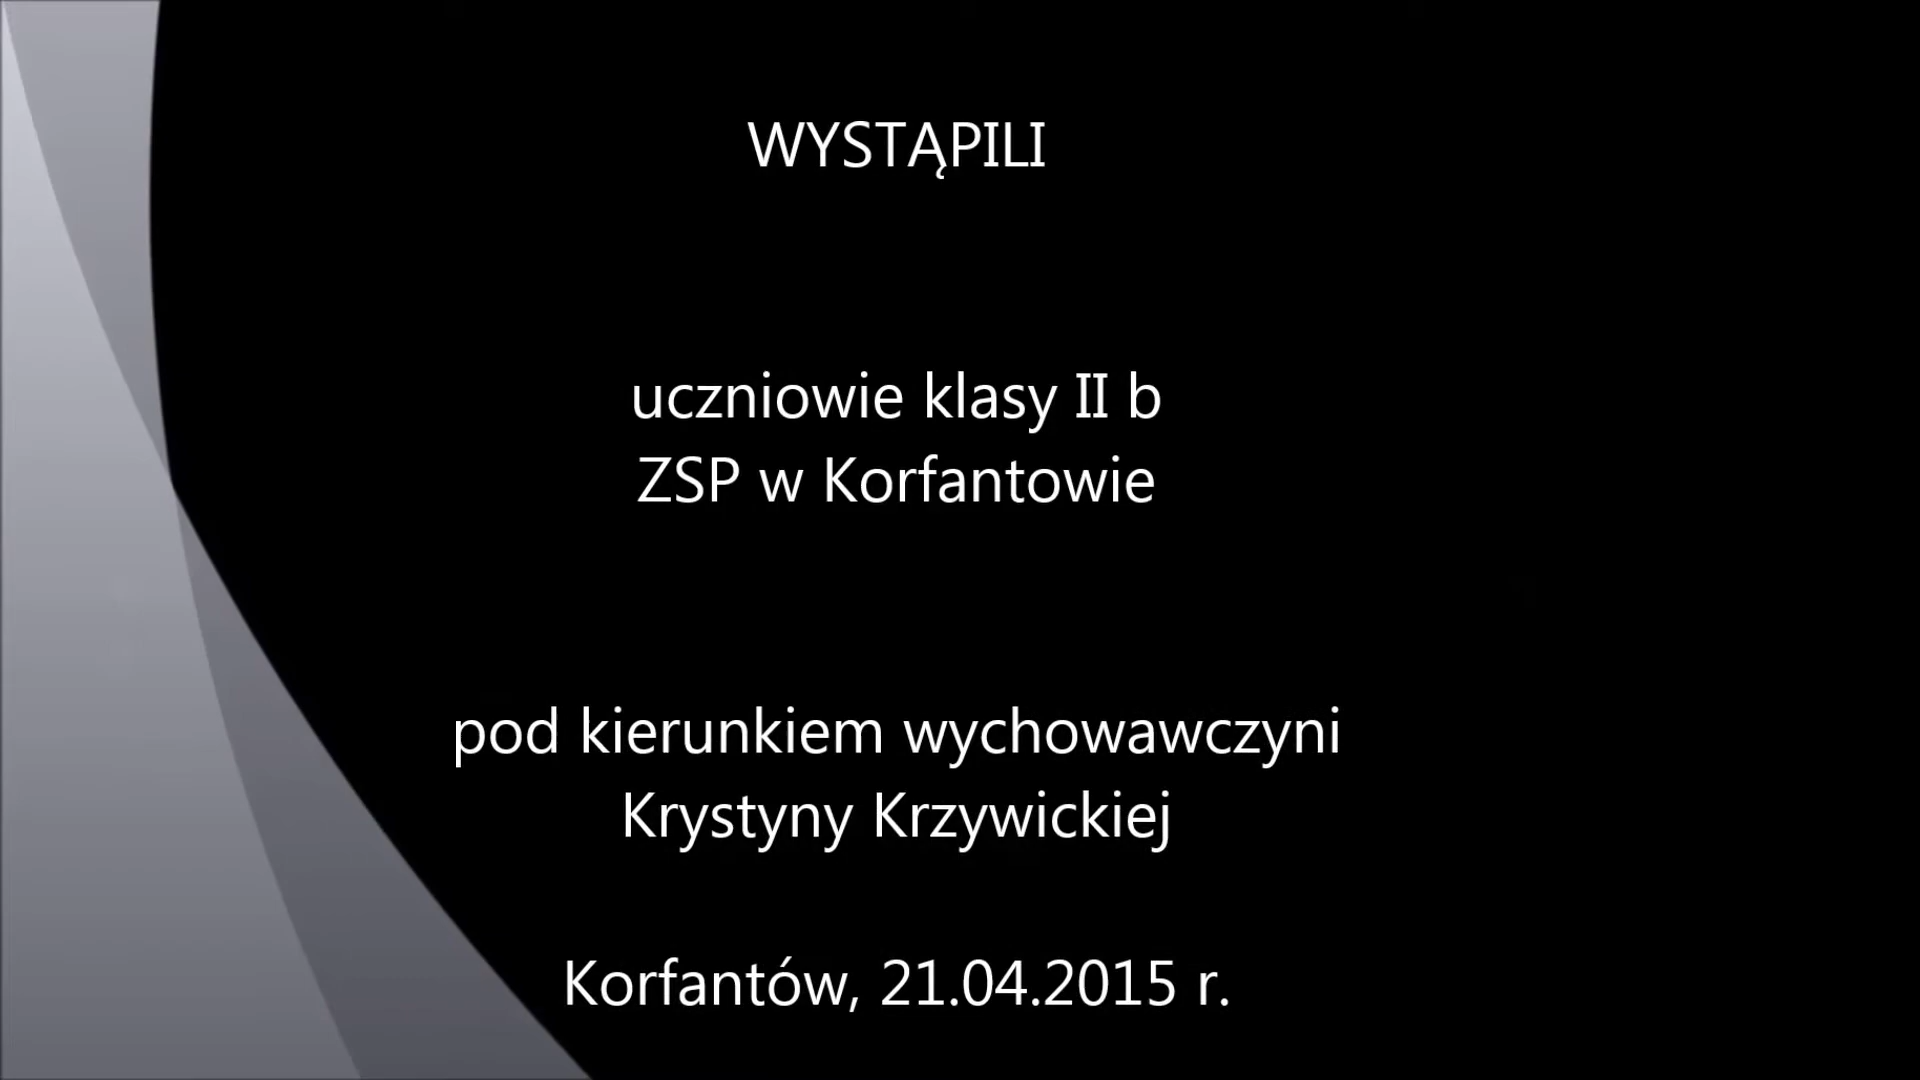 WYSTĄPILI
uczniowie klasy II b
ZSP w Korfantowie
pod kierunkiem wychowawczyni
Krystyny Krzywickiej
Korfantów, 21.04.2015 r.